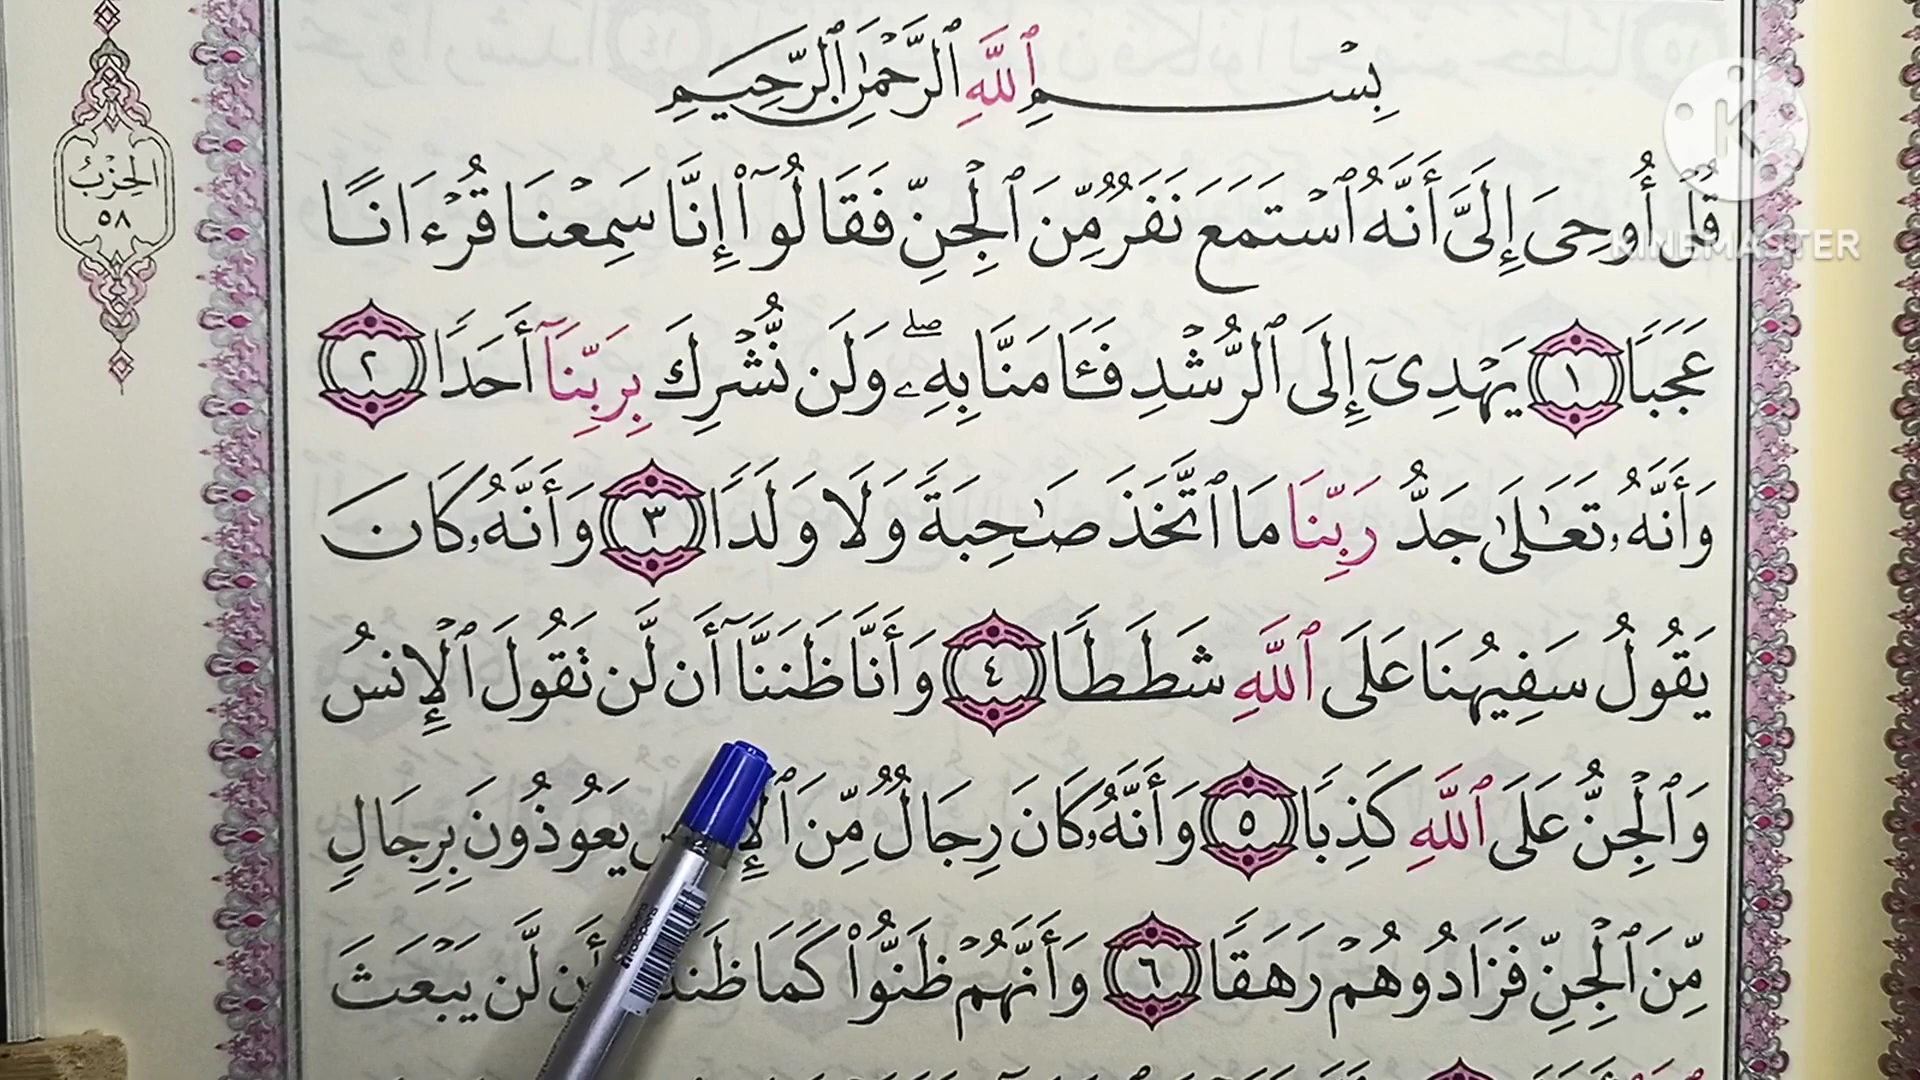 بِسْمِ ٱللَّهِ ٱلرَّحْمَٰنِ ٱلرَّحِيمِ
قُلْ أُوحِىَ إِلَىَّ أَنَّهُ ٱسْتَمَعَ نَفَرٌ مِّنَ ٱلْجِنِّ فَقَالُوٓا۟ إِنَّا سَمِعْنَا قُرْءَانًا
عَجَبًا ١ يَهْدِىٓ إِلَى ٱلرُّشْدِ فَـَٔامَنَّا بِهِۦ ۖ وَلَن نُّشْرِكَ بِرَبِّنَآ أَحَدًا ٢
وَأَنَّهُۥ تَعَٰلَىٰ جَدُّ رَبِّنَا مَا ٱتَّخَذَ صَٰحِبَةً وَلَا وَلَدًا ٣ وَأَنَّهُۥ كَانَ
يَقُولُ سَفِيهُنَا عَلَى ٱللَّهِ شَطَطًا ٤ وَأَنَّا ظَنَنَّآ أَن لَّن تَقُولَ ٱلْإِنسُ
وَٱلْجِنُّ عَلَى ٱللَّهِ كَذِبًا ٥ وَأَنَّهُۥ كَانَ رِجَالٌ مِّنَ يَعُوذُونَ بِرِجَالٍ
مِّنَ ٱلْجِنِّ فَزَادُوهُمْ رَهَقًا ٦ وَأَنَّهُمْ ظَنُّوا۟ كَمَا أَن لَّن يَبْعَثَ
الحِزْبُ
٥٨
KINEMASTER